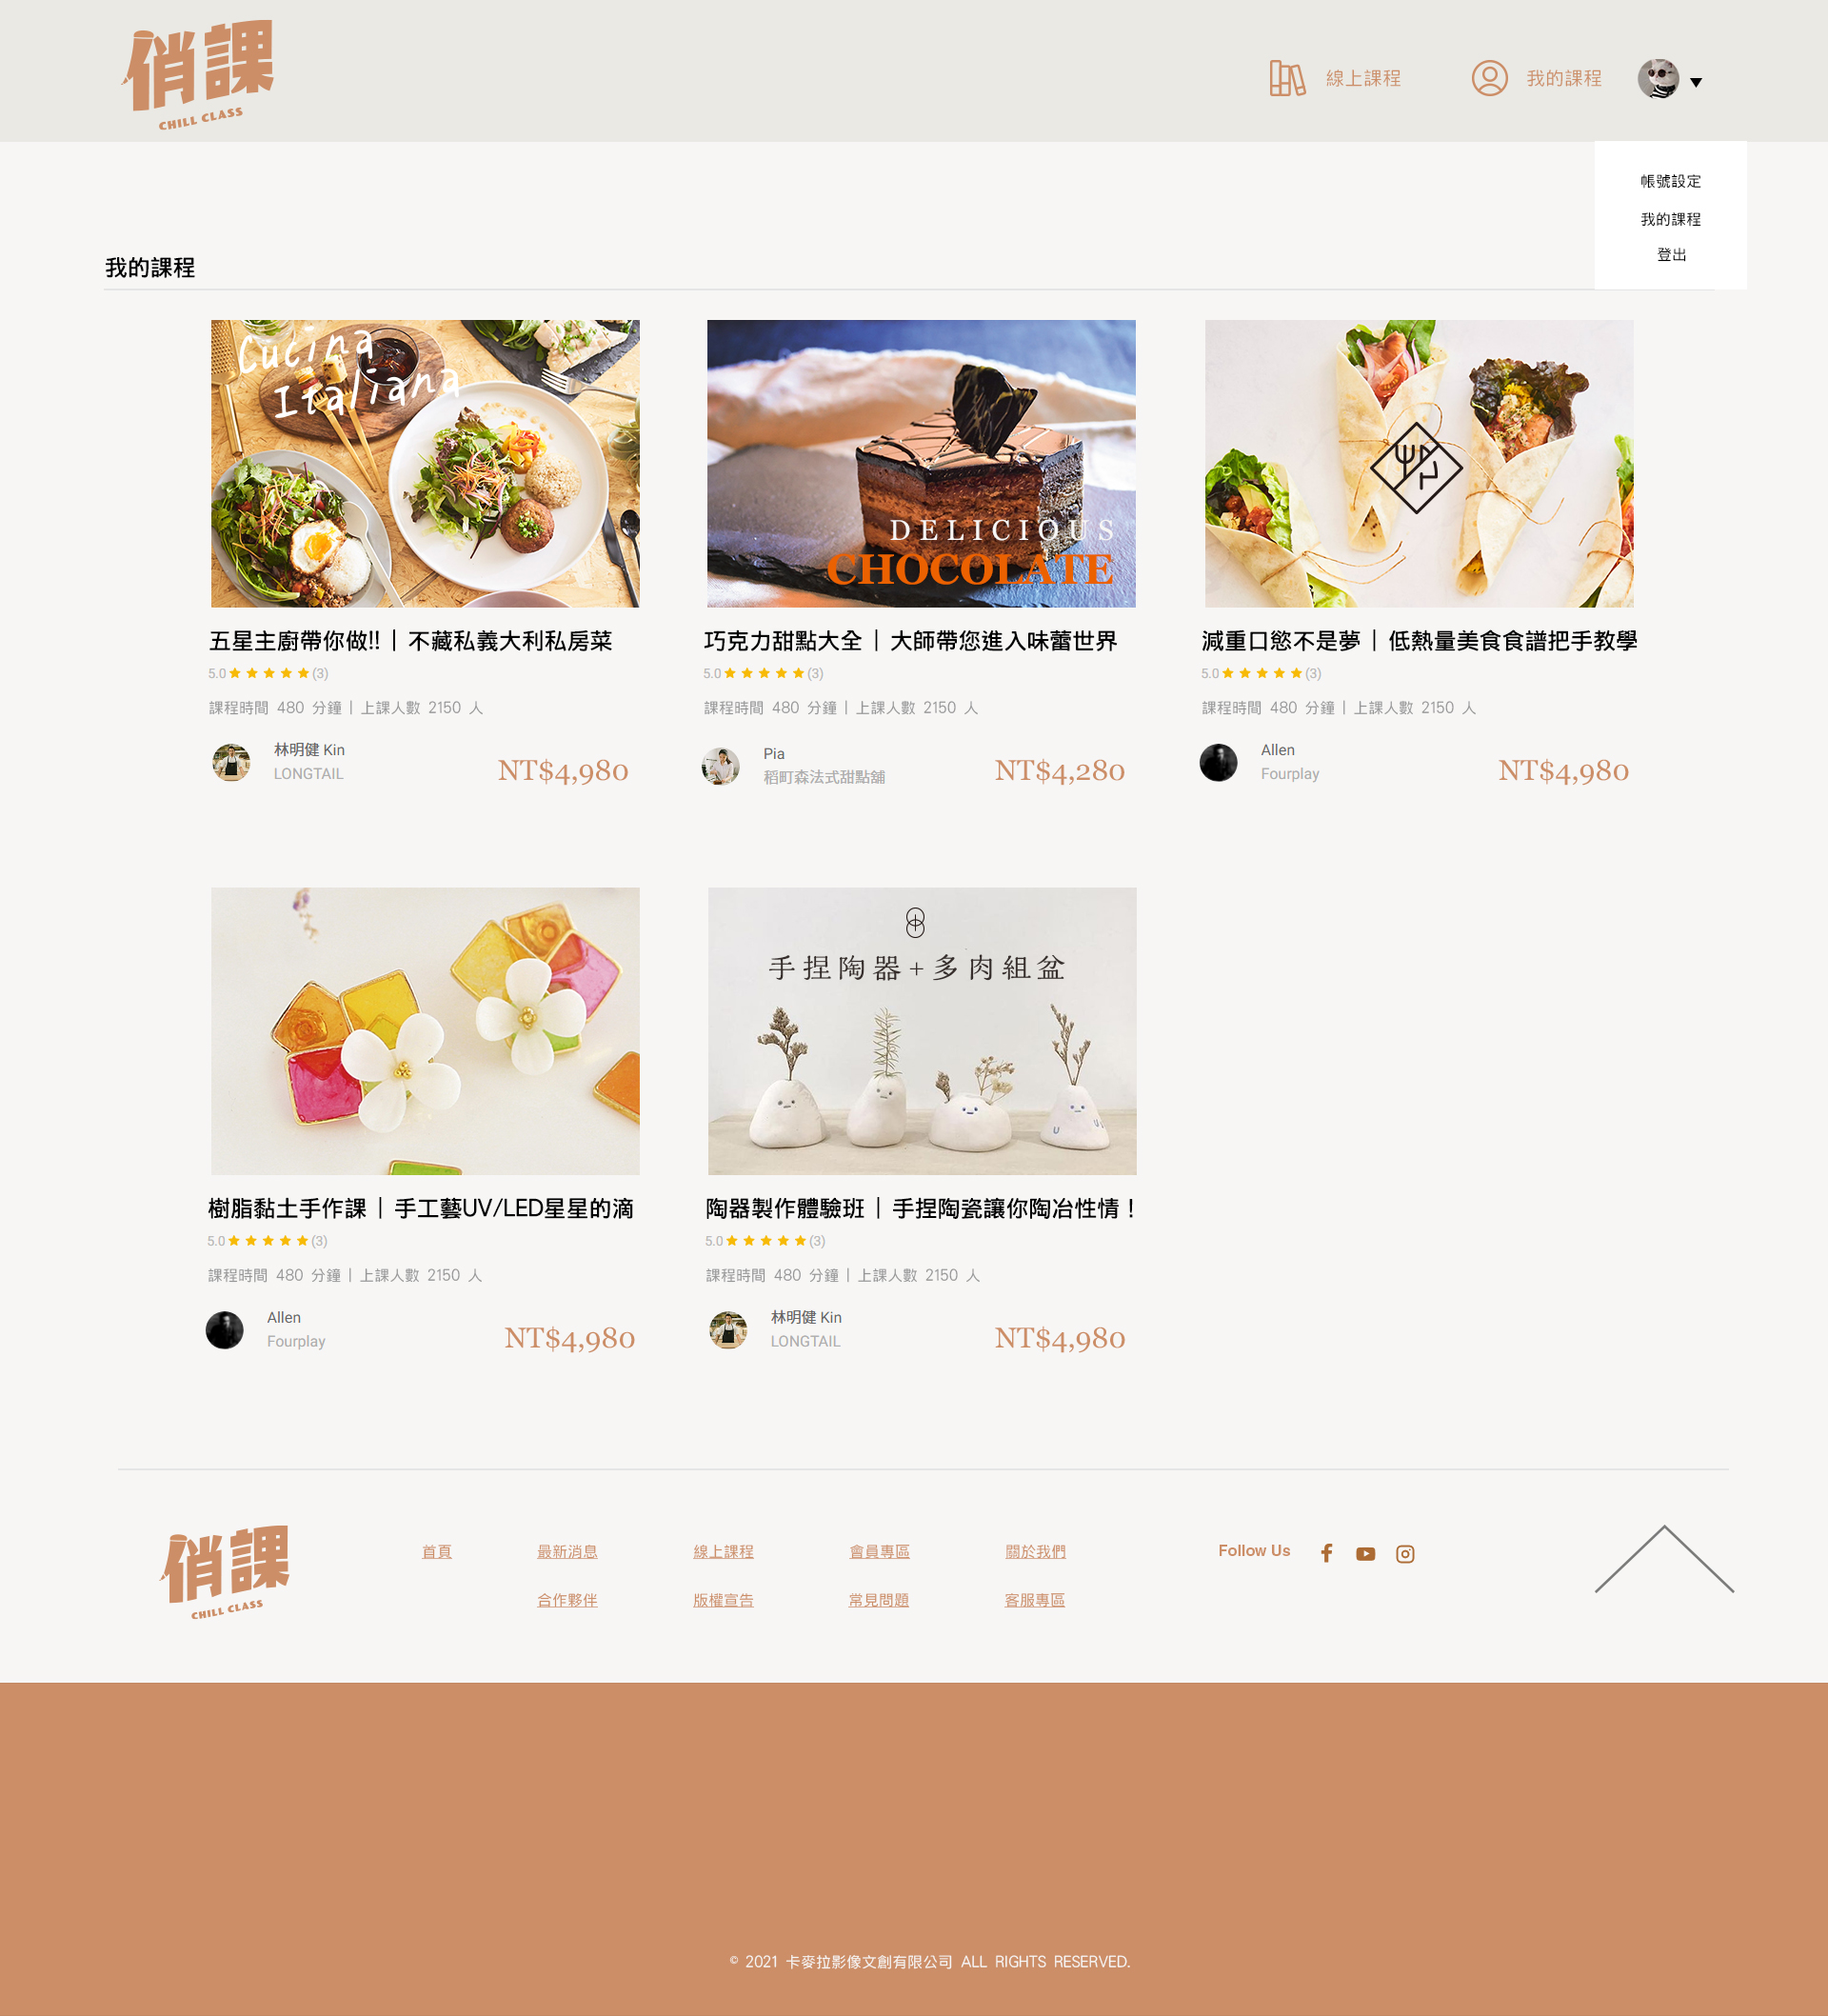 俏課
CHILL CLASS
線上課程
我的課程
帳號設定
我的課程
登出
我的課程
Cucina
Italiana
DELICIOUS
CHOCOLATE
五星主廚帶你做!! | 不藏私義大利私房菜
5.0 ★★★★★(3)
課程時間 480 分鐘 | 上課人數 2150 人
林明健 Kin
LONGTAIL
NT$4,980
巧克力甜點大全 | 大師帶您進入味蕾世界
5.0 ★★★★★(3)
課程時間 480 分鐘 | 上課人數 2150 人
Pia
稻町森法式甜點舖
NT$4,280
減重口慾不是夢 | 低熱量美食食譜把手教學
5.0 ★★★★★(3)
課程時間 480 分鐘 | 上課人數 2150 人
Allen
Fourplay
NT$4,980
手捏陶器+多肉組盆
樹脂黏土手作課 | 手工藝UV/LED星星的滴
5.0 ★★★★★(3)
課程時間 480 分鐘 | 上課人數 2150 人
Allen
Fourplay
NT$4,980
陶器製作體驗班 | 手捏陶瓷讓你陶冶性情！
5.0 ★★★★★(3)
課程時間 480 分鐘 | 上課人數 2150 人
林明健 Kin
LONGTAIL
NT$4,980
俏課
CHILL CLASS
首頁
最新消息
線上課程
會員專區
關於我們
Follow Us
合作夥伴
版權宣告
常見問題
客服專區
© 2021 卡麥拉影像文創有限公司 ALL RIGHTS RESERVED.